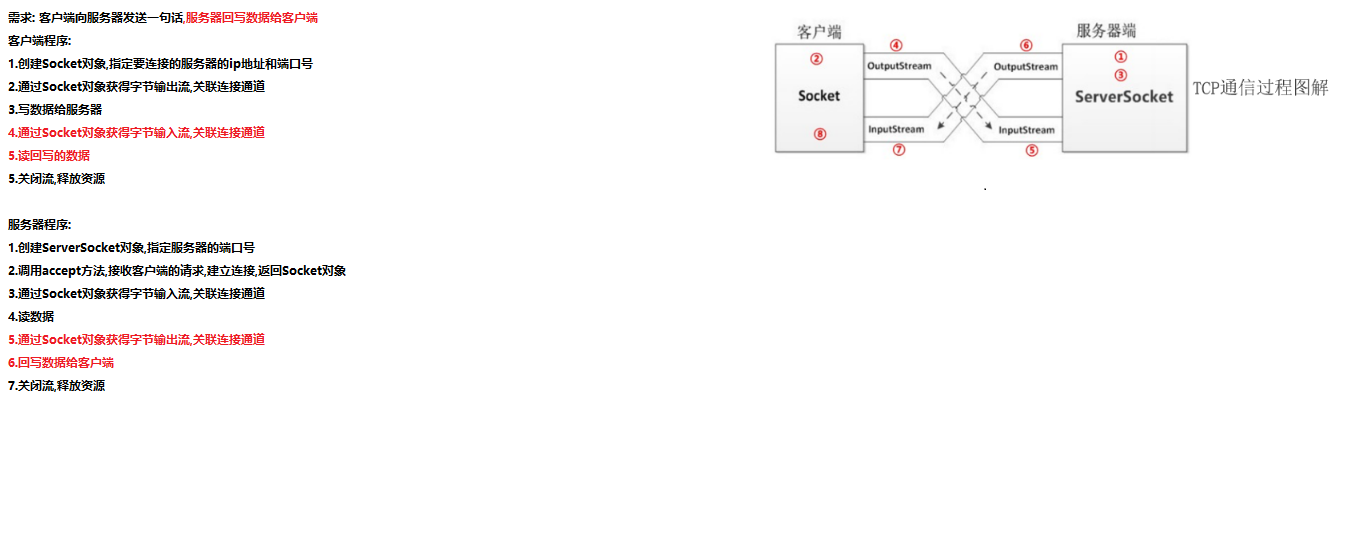 需求: 客户端向服务器发送一句话,服务器回写数据给客户端
客户端程序:
1.创建Socket对象,指定要连接的服务器的ip地址和端口号
2.通过Socket对象获得字节输出流,关联连接通道
3.写数据给服务器
4.通过Socket对象获得字节输入流,关联连接通道
5.读回写的数据
5.关闭流,释放资源
服务器程序:
1.创建ServerSocket对象,指定服务器的端口号
2.调用accept方法,接收客户端的请求,建立连接,返回Socket对象
3.通过Socket对象获得字节输入流,关联连接通道
4.读数据
5.通过Socket对象获得字节输出流,关联连接通道
6.回写数据给客户端
7.关闭流,释放资源
客户端
服务器端
②
④
⑥
①
OutputStream
OutputStream
③
Socket
ServerSocket
TCP通信过程图解
⑧
InputStream
InputStream
⑦
⑤